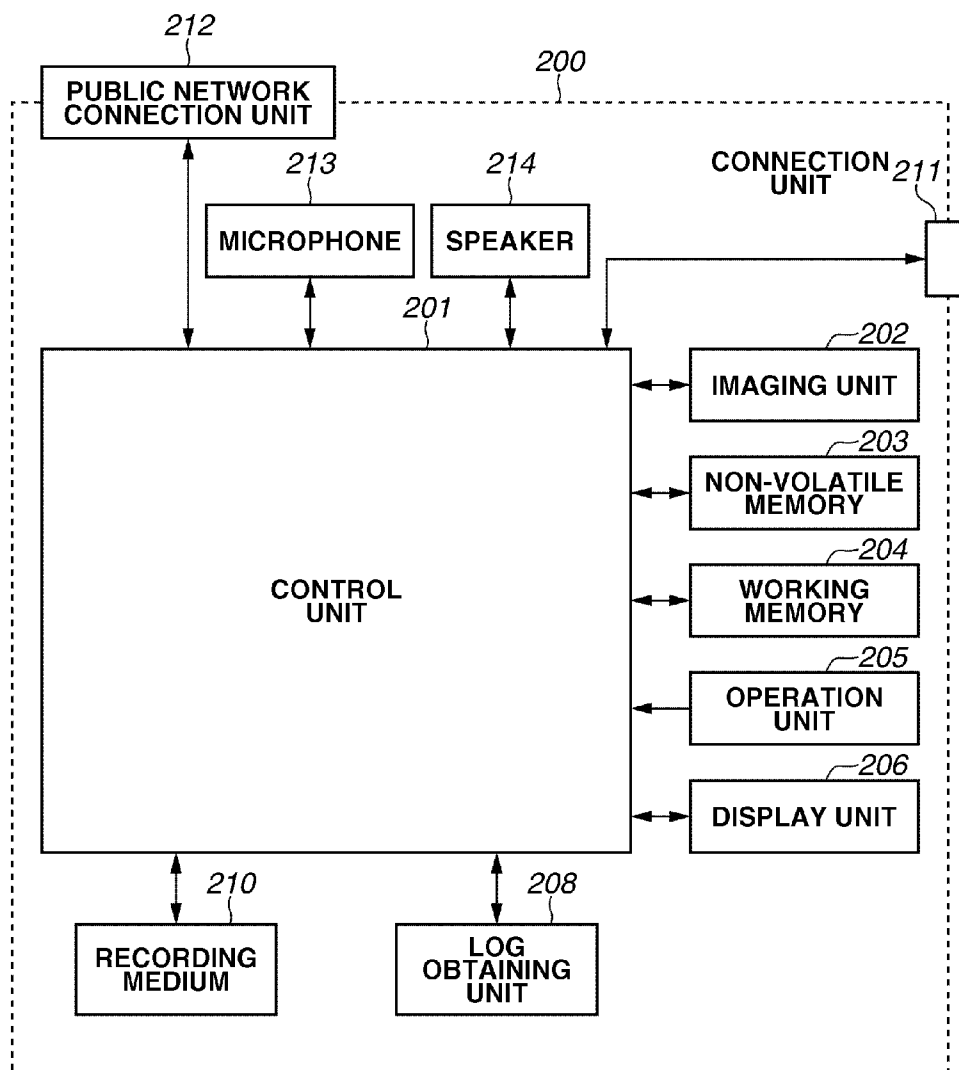 212
PUBLIC NETWORK
CONNECTION UNIT
200
213
MICROPHONE
214
SPEAKER
CONNECTION
UNIT
211
201
CONTROL
UNIT
202
IMAGING UNIT
203
NON-VOLATILE
MEMORY
204
WORKING
MEMORY
205
OPERATION
UNIT
206
DISPLAY UNIT
210
RECORDING
MEDIUM
208
LOG
OBTAINING
UNIT